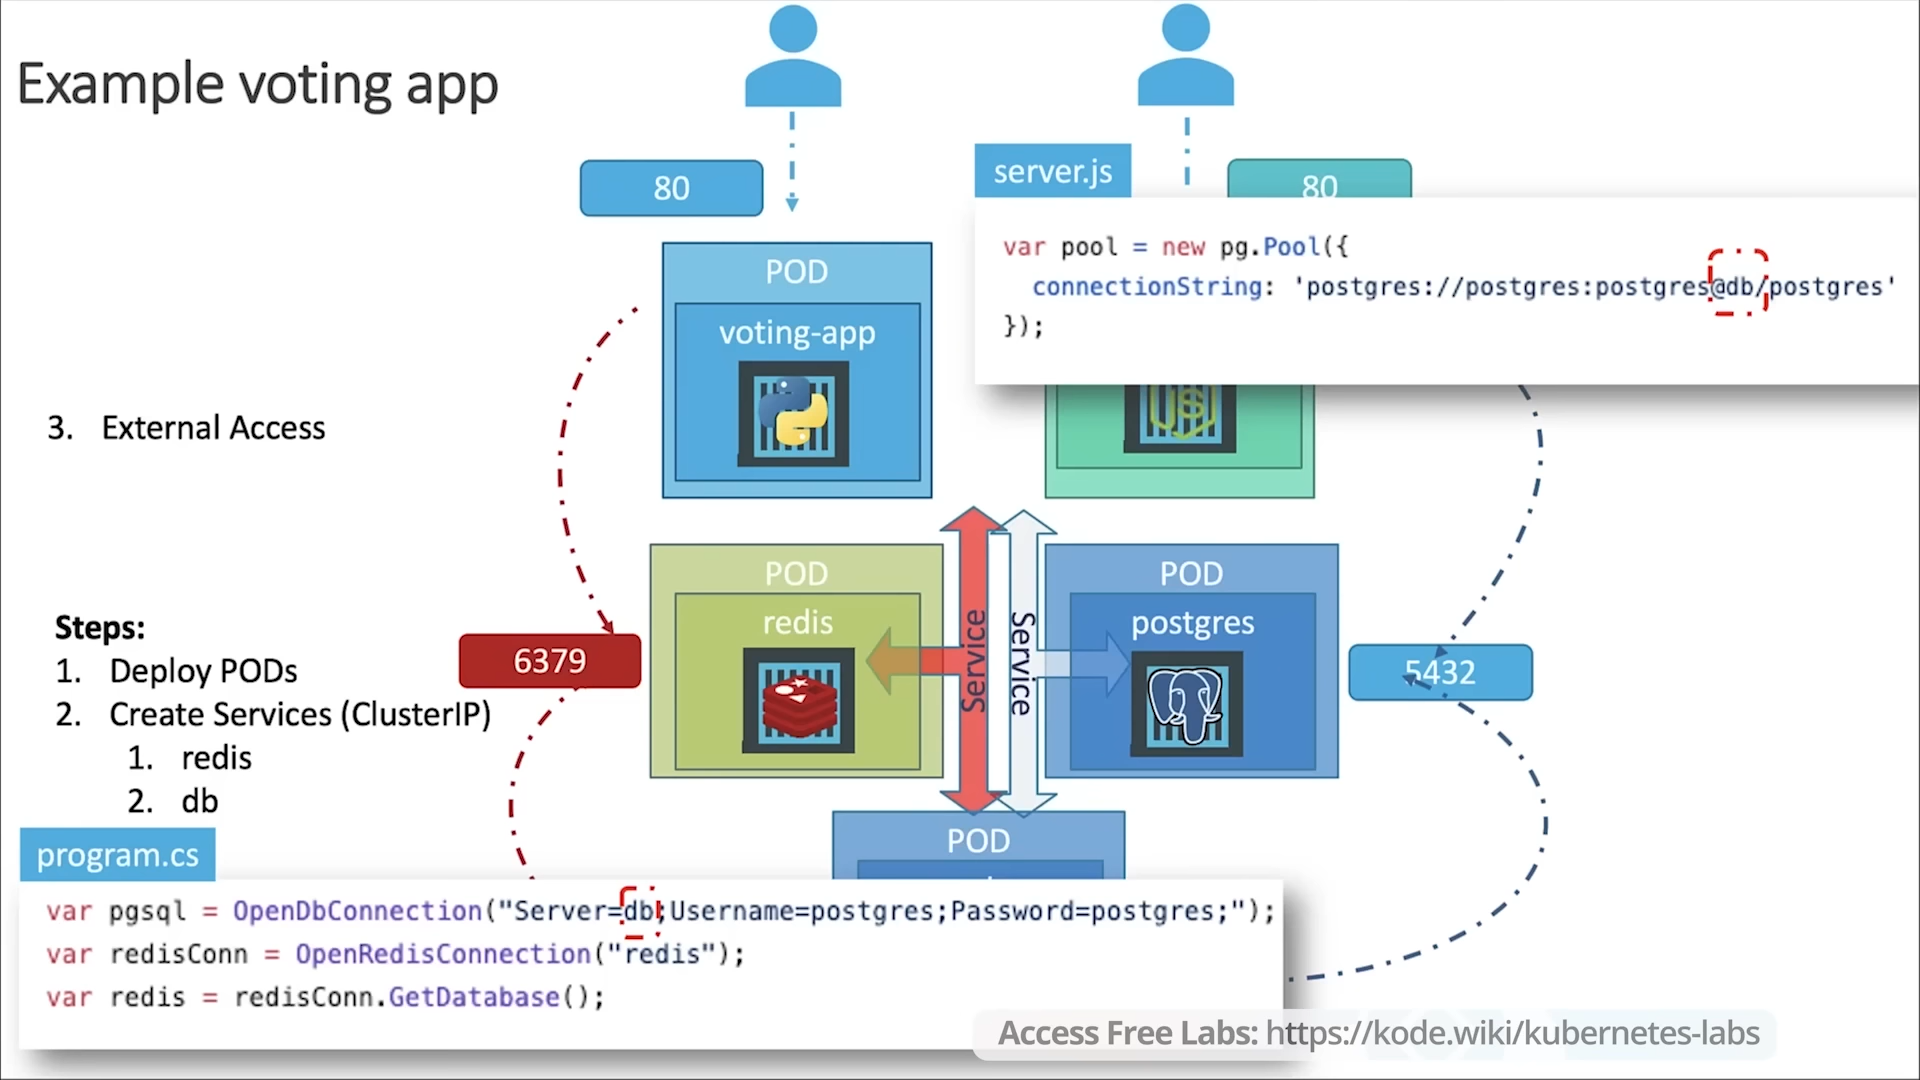 Example voting app
80
server.js
80
var pool = new pg.Pool({
connectionString: 'postgres://postgres:postgres@db/postgres'
});
POD
voting-app
JS
3. External Access
POD
redis
Service
Service
POD
postgres
6379
5432
Steps:
1. Deploy PODs
2. Create Services (ClusterIP)
1. redis
2. db
POD
program.cs
var pgsql = OpenDbConnection("Server=db;Username=postgres;Password=postgres;");
var redisConn = OpenRedisConnection("redis");
var redis = redisConn.GetDatabase();
Access Free Labs: https://kode.wiki/kubernetes-labs